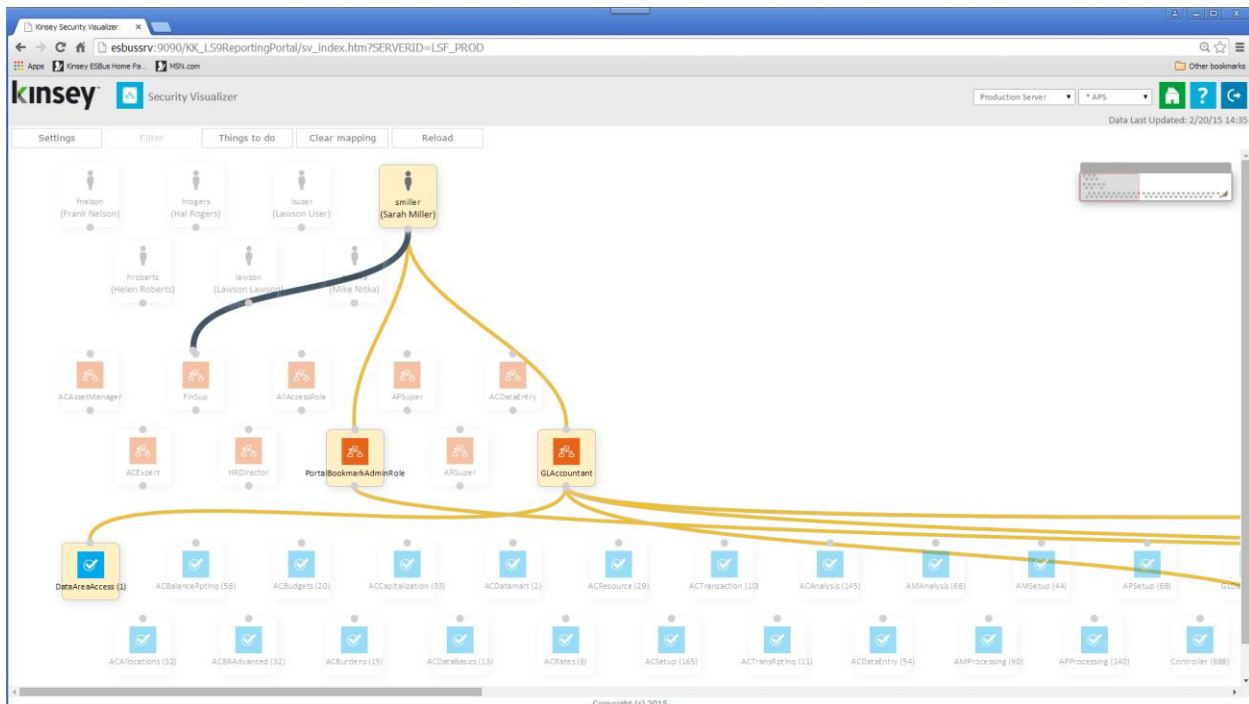 Kinsey Security Visualizer
esbussrv:9090/KK_LS9ReportingPortal/sv_index.htm?SERVERID=LSF_PROD
Apps Kinsey ESBus Home Pa... MSN.com Other bookmarks
kinsey Security Visualizer Production Server * APS ?
Data Last Updated: 2/20/15 14:35
Settings Filter Things to do Clear mapping Reload
fnelson hrogers lsuser smiller
(Frank Nelson) (Hal Rogers) (Lawson User) (Sarah Miller)
hroberts lawson
(Helen Roberts) (Lawson Lawson) (Mike Nitka)
ACAssetManager FinSup AllAccessRole APSuper ACDataEntry
ACExpert HRDirector PortalBookmarkAdminRole ARSuper GLAccountant
DataAreaAccess (1) ACBalanceRpting (58) ACBudgets (20) ACCapitalization (33) ACDatamart (2) ACResource (29) ACTransaction (10) ACAnalysis (145) AMAnalysis (68) AMSetup (44) APSetup (68)
ACAllocations (32) ACBRAdvanced (32) ACBurdens (15) ACDataBasics (13) ACRates (6) ACSetup (165) ACTransRpting (11) ACDataEntry (54) AMProcessing (90) APProcessing (140) Controller (888)
Copyright (c) 2015